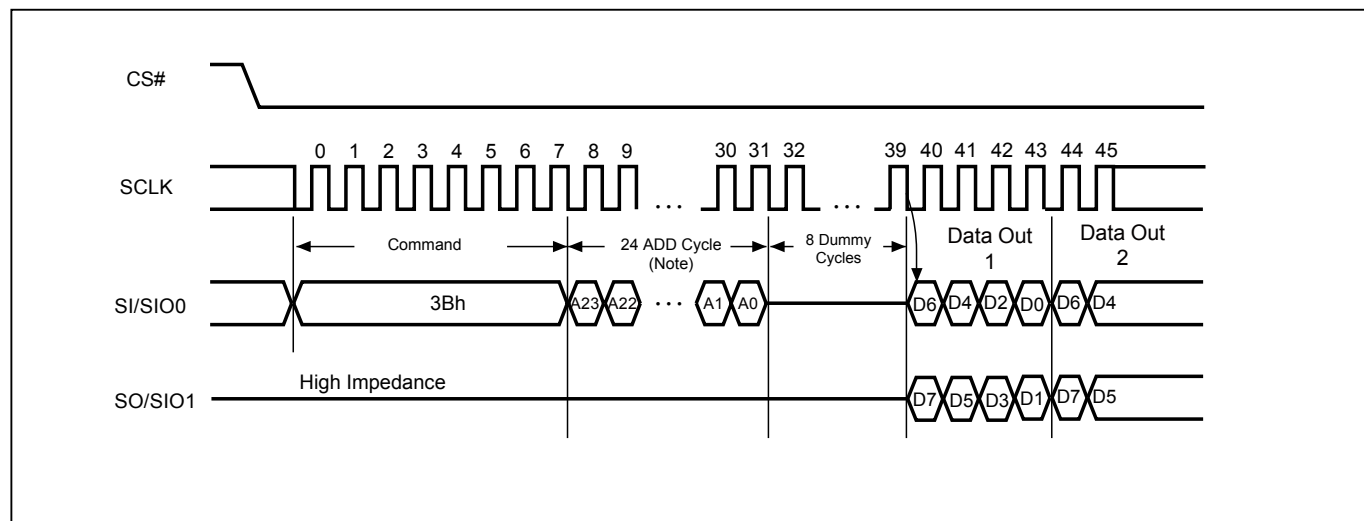 CS#
0 1 2 3 4 5 6 7 8 9 30 31 32 39 40 41 42 43 44 45
SCLK
... ...
Command
24 ADD Cycle
(Note)
8 Dummy
Cycles
Data Out
1
Data Out
2
SI/SIO0
3Bh A23 A22 ... A1 A0 D6 D4 D2 D0 D6 D4
High Impedance
SO/SIO1
D7 D5 D3 D1 D7 D5